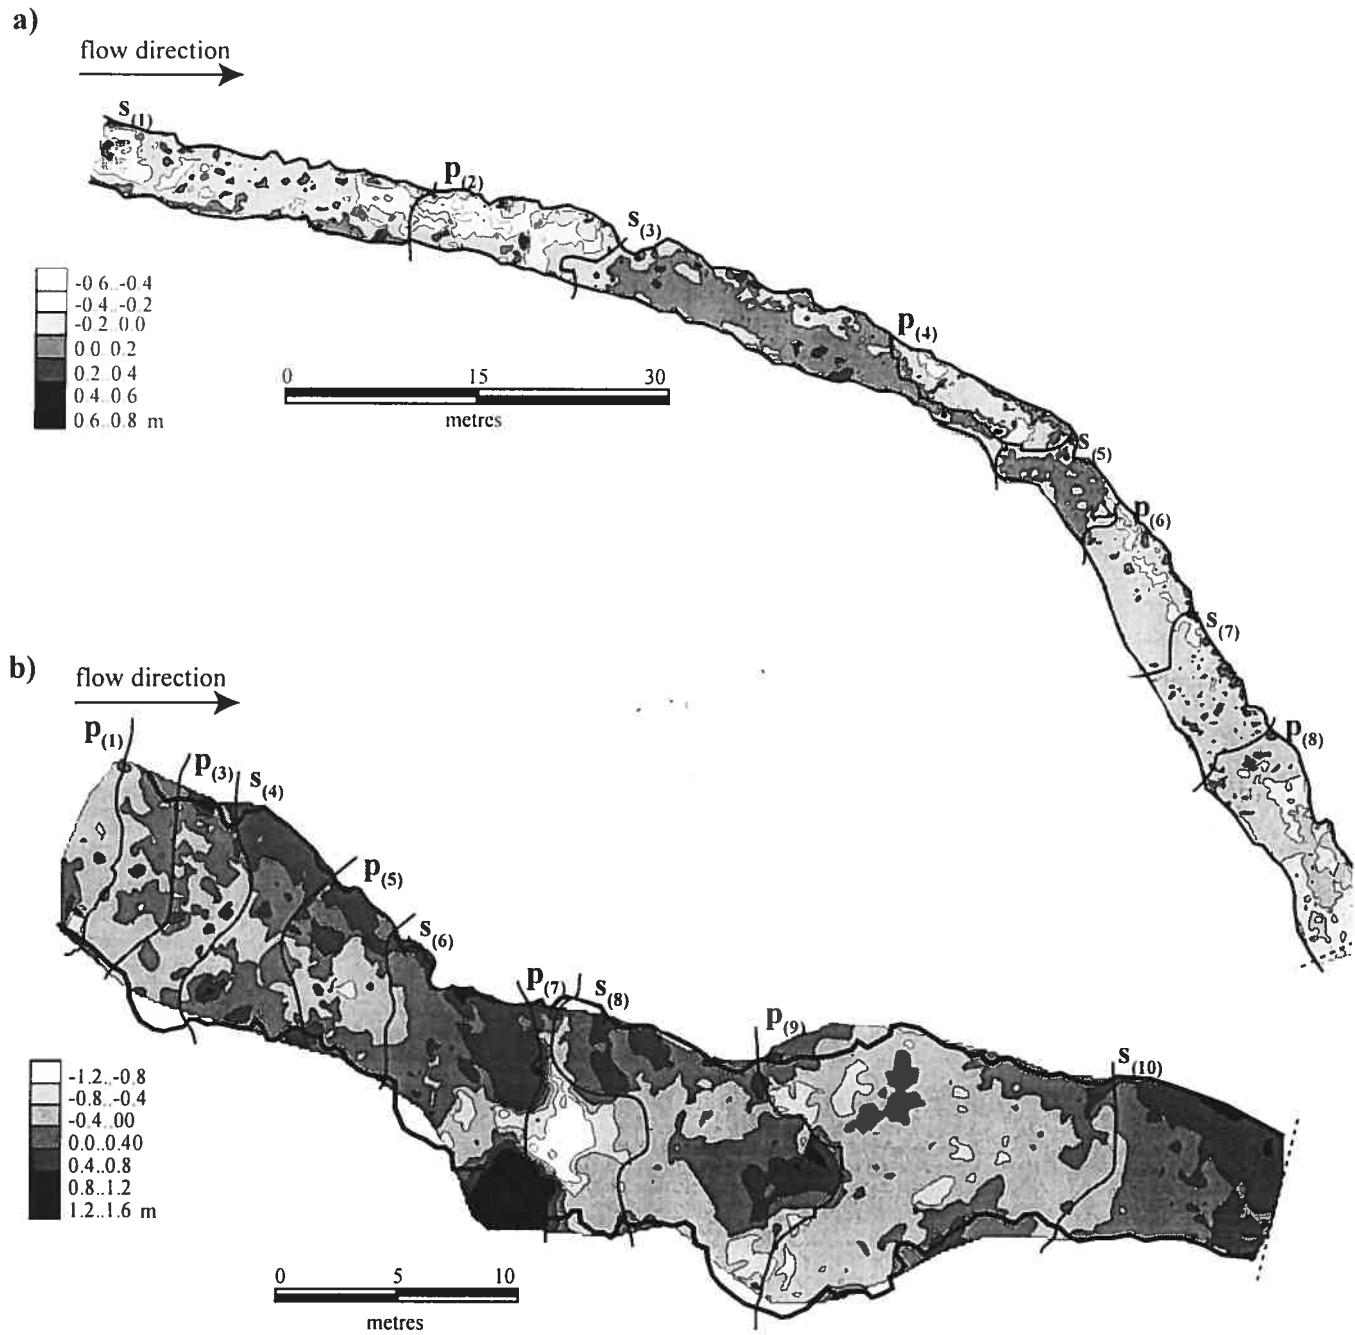 a)
flow direction
s(1)
p(2)
s(3)
p(4)
s(5)
p(6)
s(7)
p(8)
-0.6..-0.4
-0.4..-0.2
-0.2..0.0
0.0..0.2
0.2..0.4
0.4..0.6
0.6..0.8 m
0 15 30
metres
b)
flow direction
p(1)
p(3)
s(4)
p(5)
s(6)
p(7)
s(8)
p(9)
s(10)
-1.2..-0.8
-0.8..-0.4
-0.4..00
0.0..0.40
0.4..0.8
0.8..1.2
1.2..1.6 m
0 5 10
metres